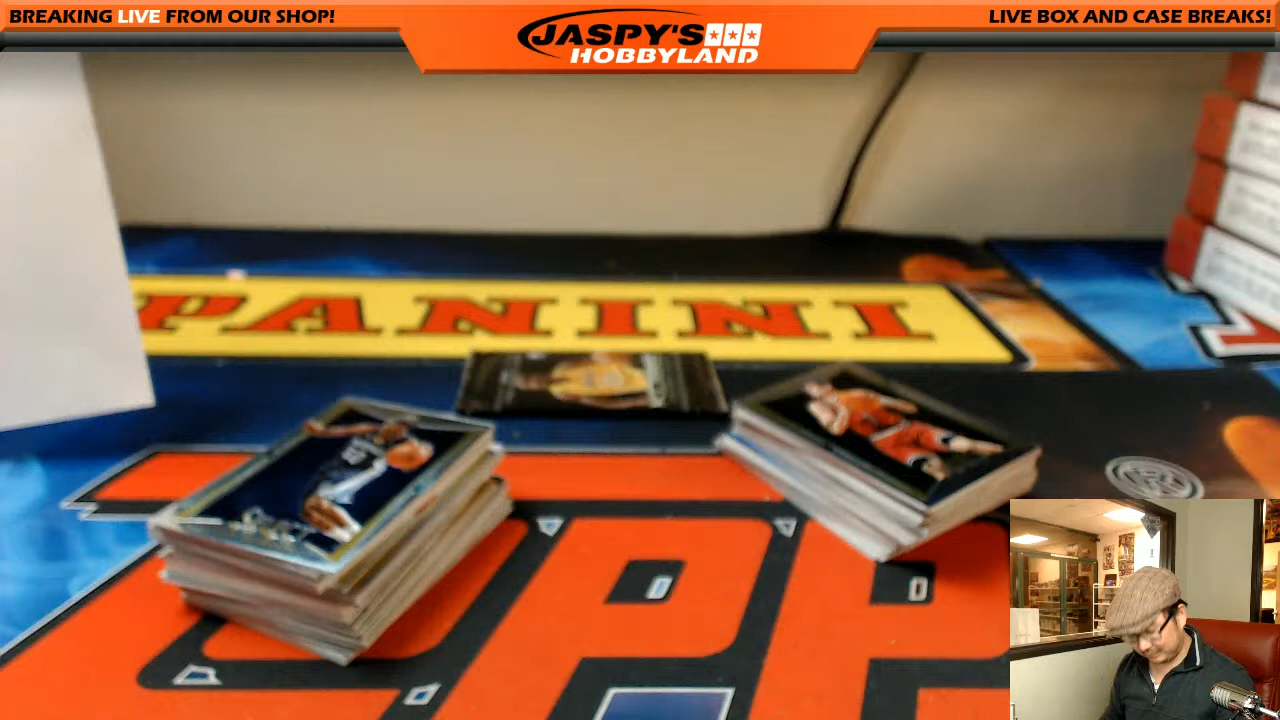 BREAKING LIVE FROM OUR SHOP!
JASPY'S
HOBBYLAND
LIVE BOX AND CASE BREAKS!
PANINI